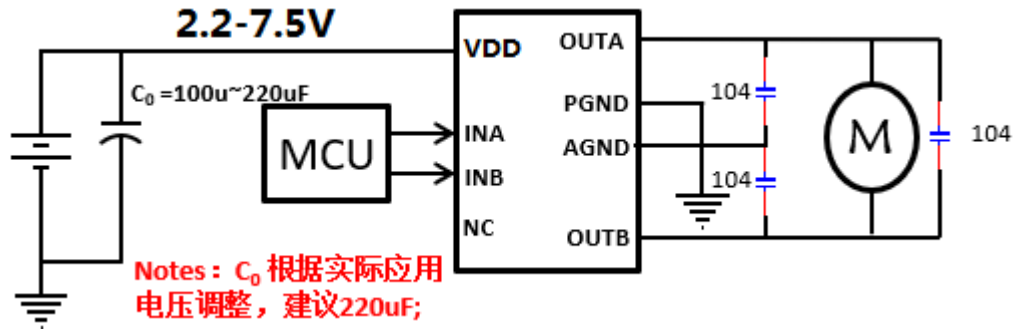 2.2-7.5V
VDD
OUTA
C₀ =100u~220uF
104
PGND
MCU
INA
AGND
M
104
INB
104
NC
OUTB
Notes：C₀ 根据实际应用
电压调整，建议220uF;